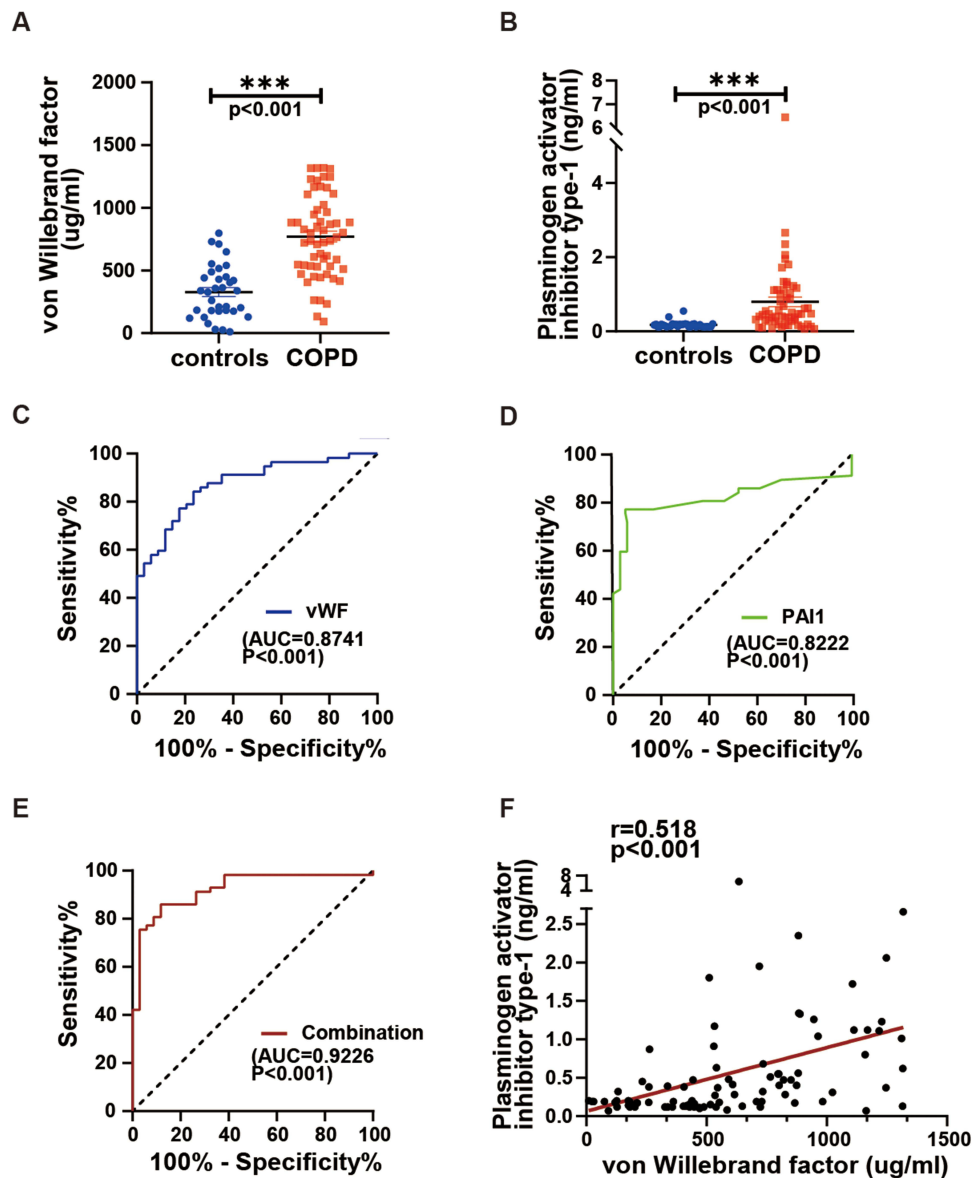 A
von Willebrand factor
(ug/ml)
2000
1500
1000
500
0
***
p<0.001
controls
COPD
B
Plasminogen activator
inhibitor type-1 (ng/ml)
8
7
6
4
2
0
***
p<0.001
controls
COPD
C
Sensitivity%
100
80
60
40
20
0
vWF
(AUC=0.8741
P<0.001)
0 20 40 60 80 100
100% - Specificity%
D
Sensitivity%
100
80
60
40
20
0
PAI1
(AUC=0.8222
P<0.001)
0 20 40 60 80 100
100% - Specificity%
E
Sensitivity%
100
80
60
40
20
0
Combination
(AUC=0.9226
P<0.001)
0 20 40 60 80 100
100% - Specificity%
F
r=0.518
p<0.001
Plasminogen activator
inhibitor type-1 (ng/ml)
8
4
2.5
2.0
1.5
1.0
0.5
0.0
0 500 1000 1500
von Willebrand factor (ug/ml)